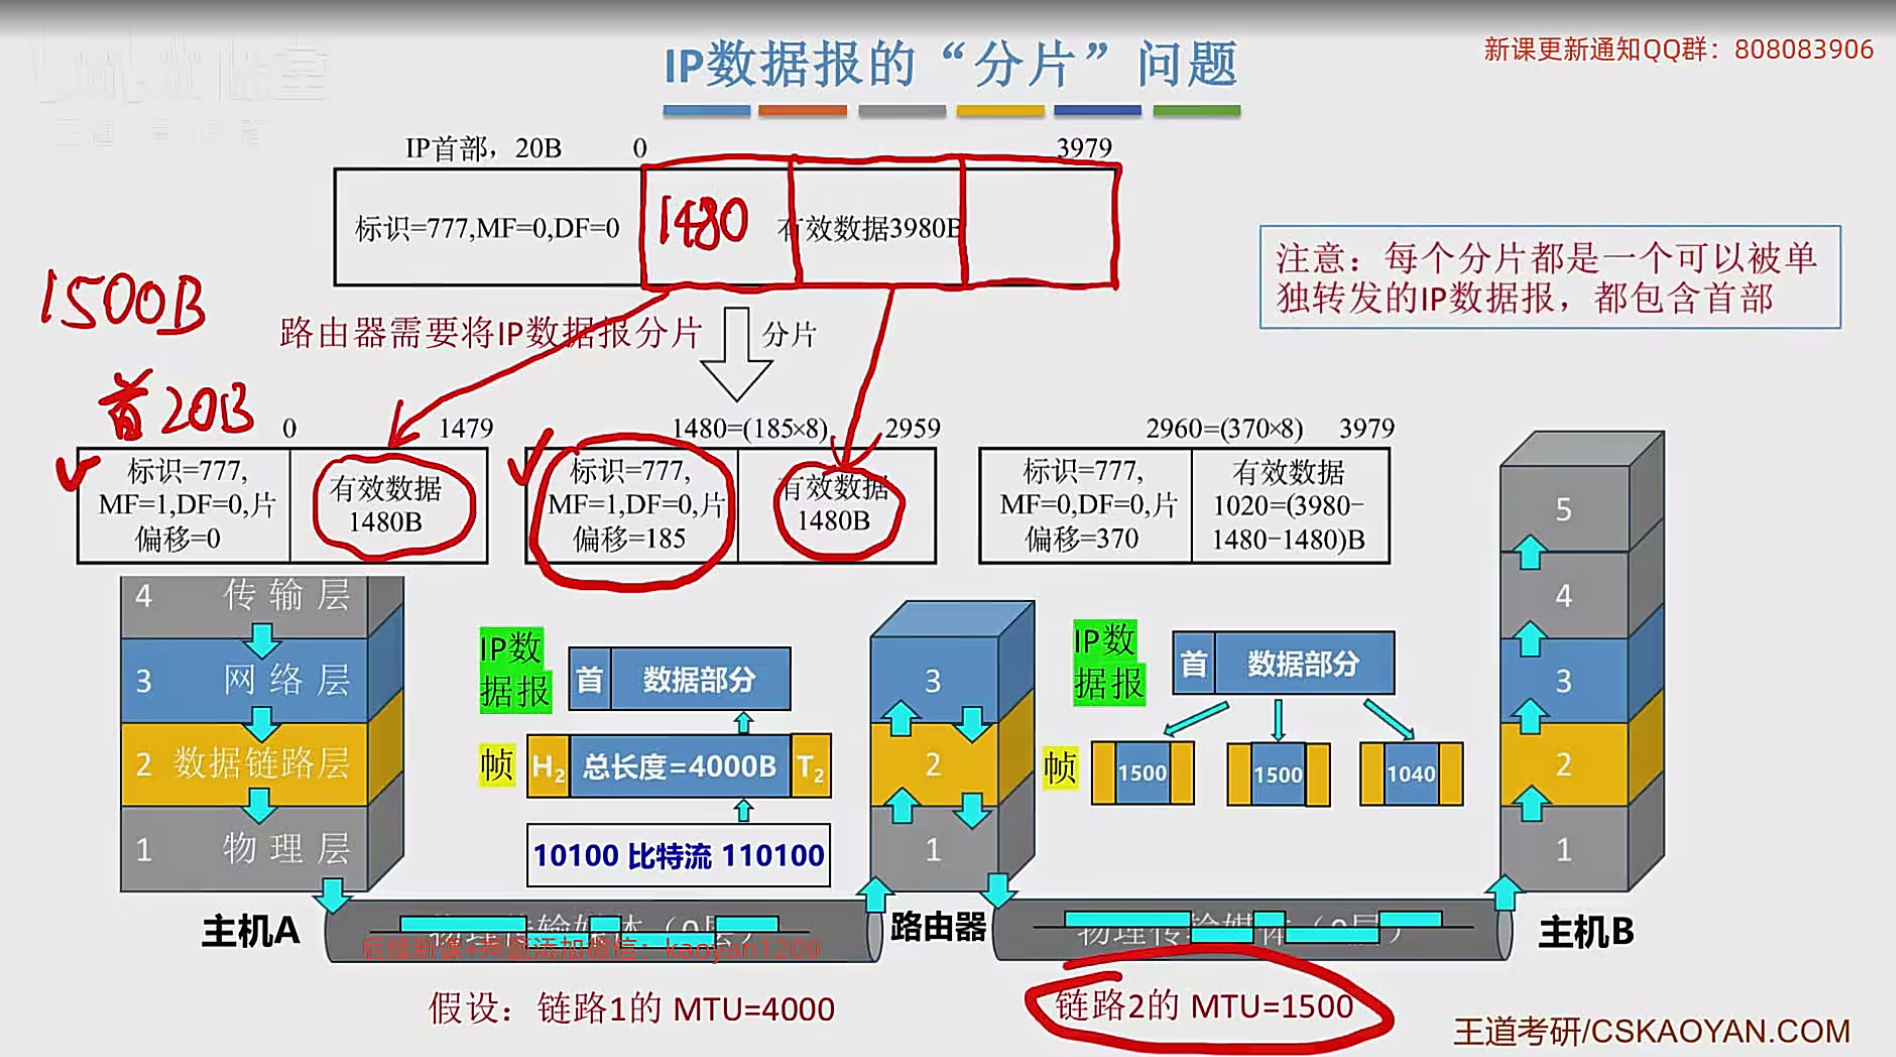 IP数据报的“分片”问题
新课更新通知QQ群：808083906
IP首部，20B
0
3979
标识=777,MF=0,DF=0
1480
有效数据3980B
注意：每个分片都是一个可以被单
独转发的IP数据报，都包含首部
1500B
路由器需要将IP数据报分片
分片
首20B
0
1479
标识=777,
MF=1,DF=0,片
偏移=0
有效数据
1480B
1480=(185×8)
2959
标识=777,
MF=1,DF=0,片
偏移=185
有效数据
1480B
2960=(370×8)
3979
标识=777,
MF=0,DF=0,片
偏移=370
有效数据
1020=(3980-
1480-1480)B
4 传输层
3 网络层
2 数据链路层
1 物理层
主机A
IP数
据报
首 数据部分
帧
H2 总长度=4000B T2
10100 比特流 110100
3
2
1
路由器
IP数
据报
首 数据部分
帧
1500
1500
1040
5
4
3
2
1
主机B
物理传输媒体（0层）
后续新课+押题添加微信：kaoyan1209
物理传输媒体（0层）
假设：链路1的 MTU=4000
链路2的 MTU=1500
王道考研/CSKAOYAN.COM